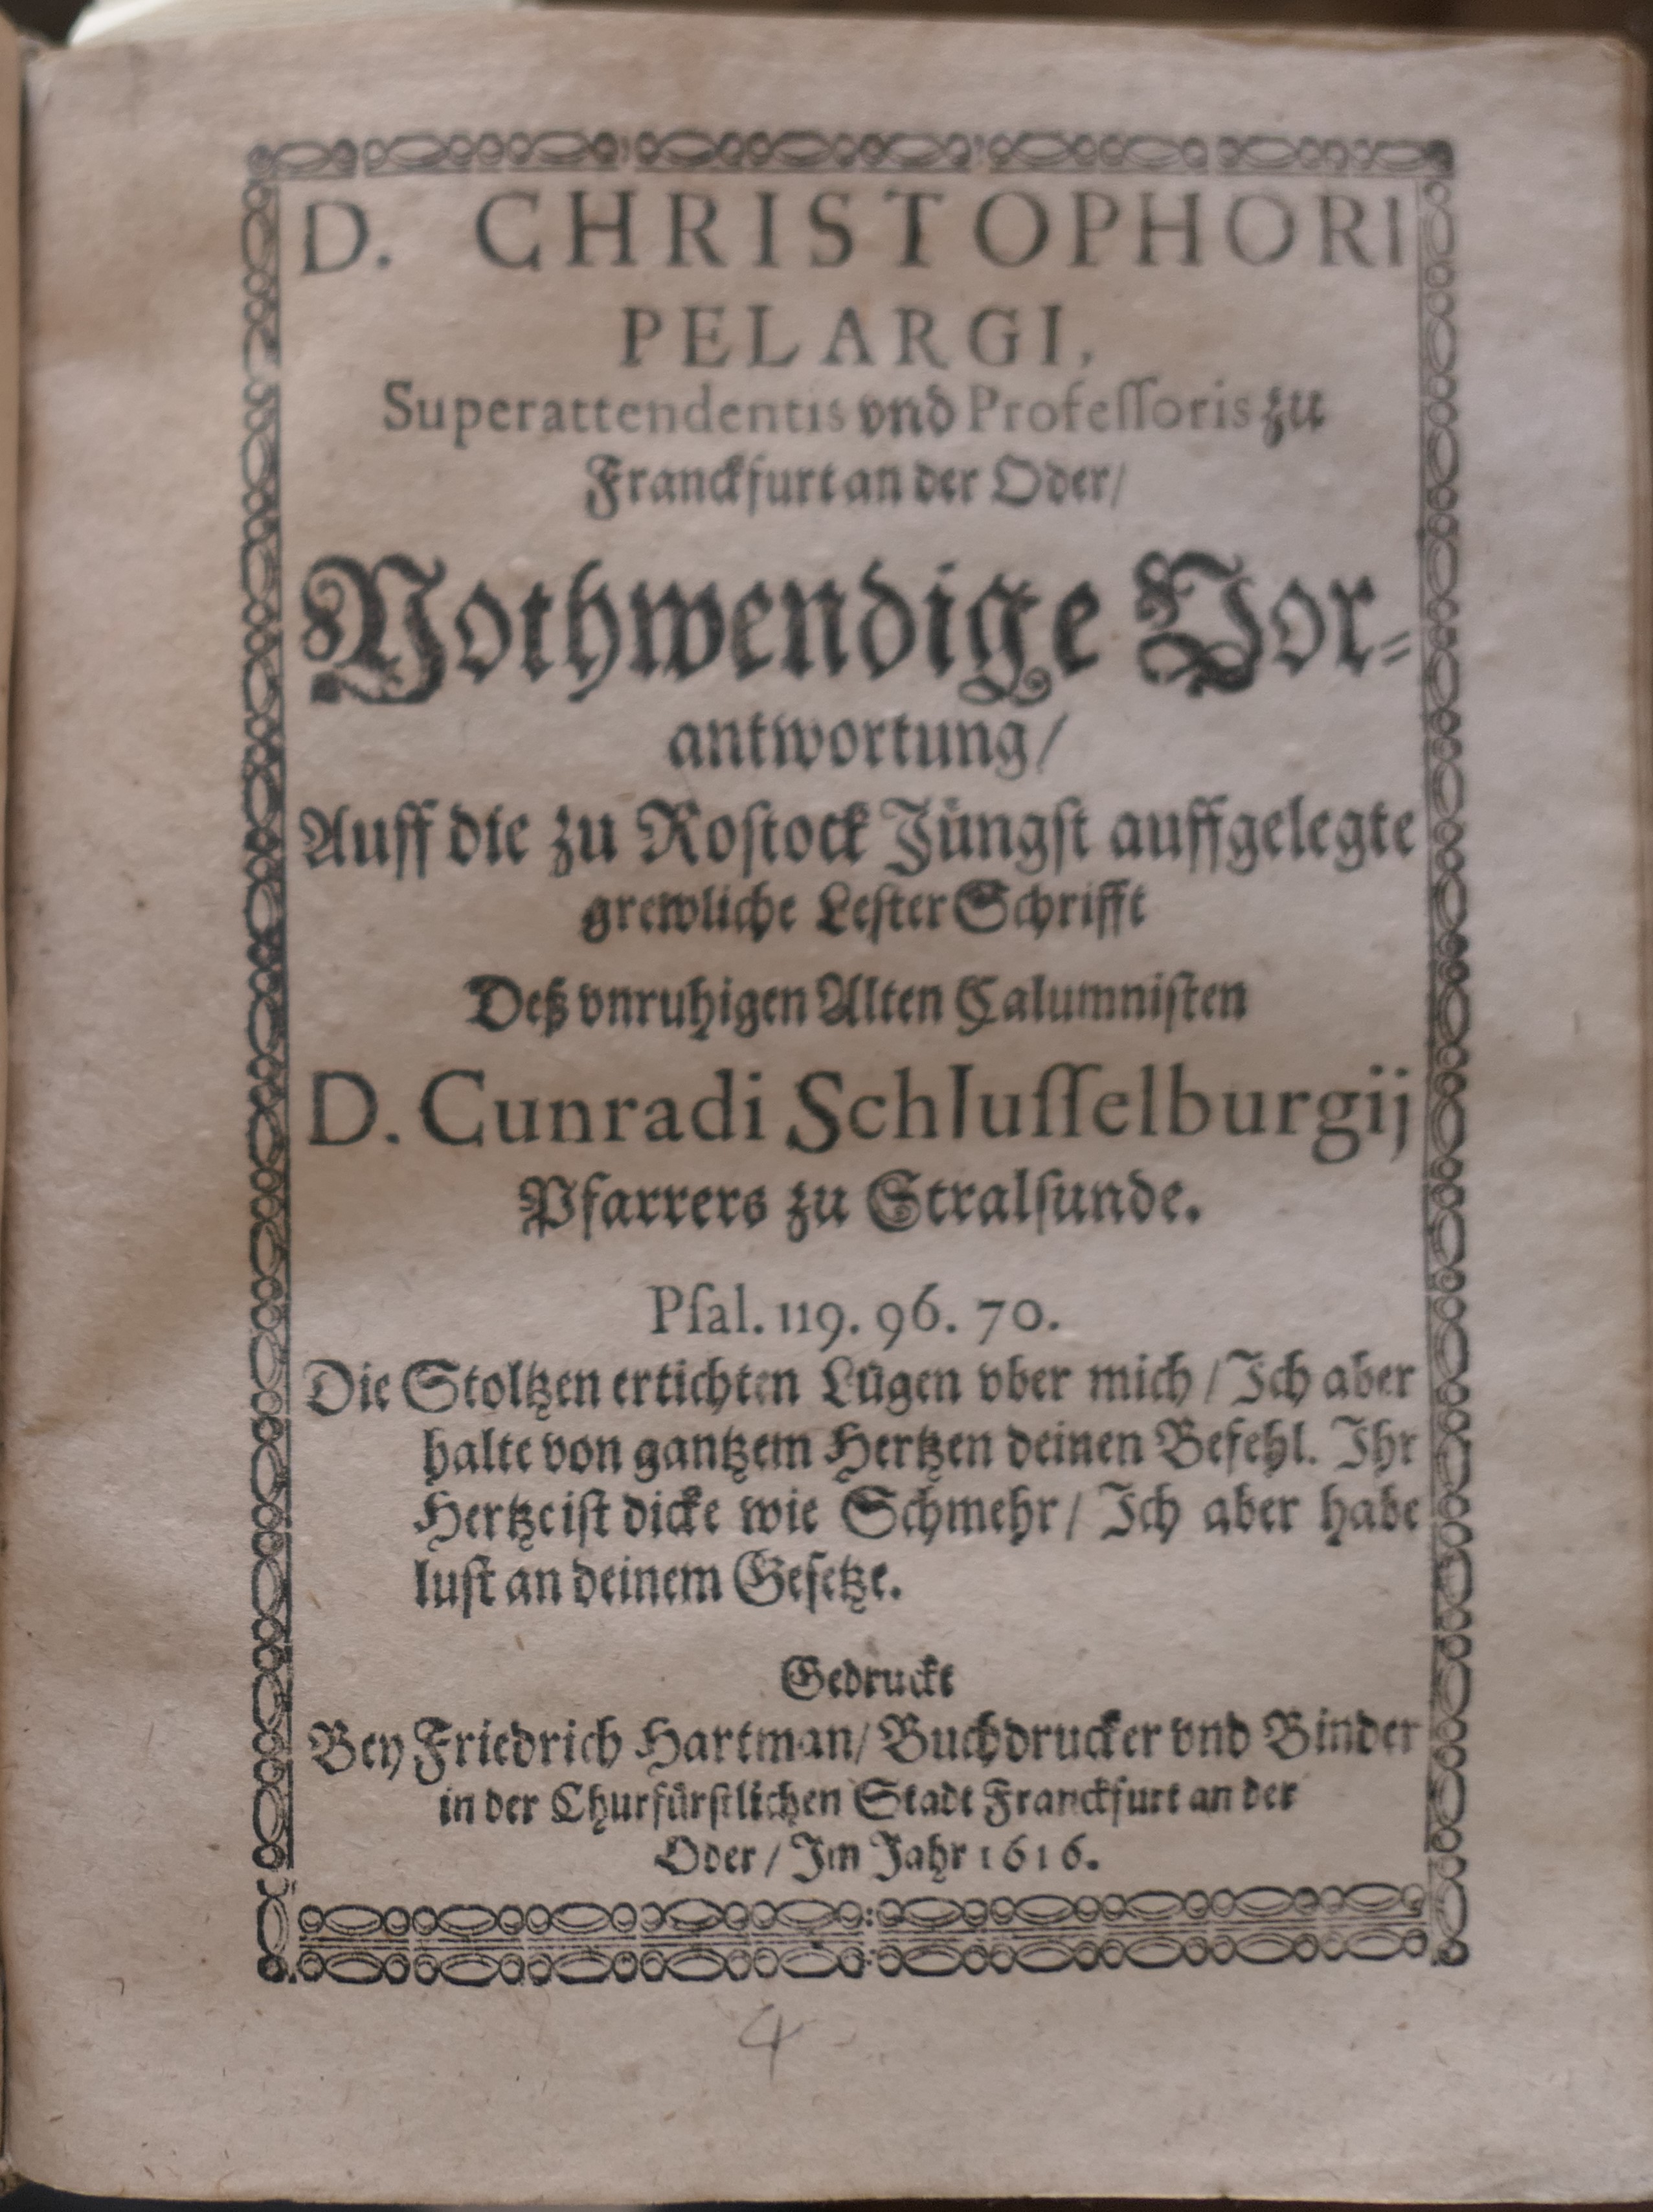 D. CHRISTOPHORI
PELARGI,
Superattendentis vnd Profeſſoris zu
Franckfurt an der Oder/
Nothwendige Vor⸗
antwortung/
Auff die zu Roſtock Jüngſt auffgelegte
grewliche Leſter Schrifft
Deß vnruhigen Alten Calumniſten
D. Cunradi Schluſſelburgij
Pfarrers zu Stralſunde.
Pſal. 119. 96. 70.
Die Stoltzen ertichten Lügen vber mich / Ich aber
halte von gantzem Hertzen deinen Befehl. Ihr
Hertze iſt dicke wie Schmehr / Ich aber habe
luſt an deinem Geſetze.
Gedruckt
Bey Friedrich Hartman/ Buchdrucker vnd Binder
in der Churfürſtlichen Stadt Franckfurt an der
Oder / Im Jahr 1616.
4